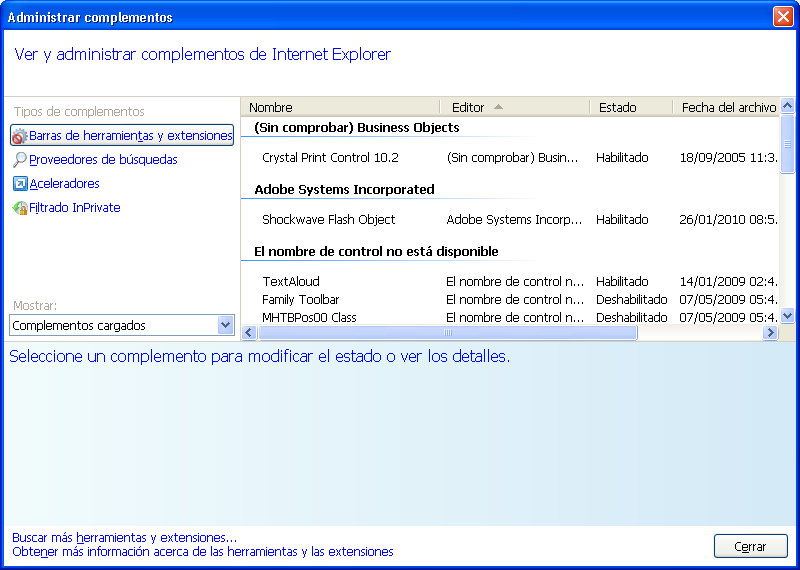 Administrar complementos
Ver y administrar complementos de Internet Explorer
Tipos de complementos
Barras de herramientas y extensiones
Proveedores de búsquedas
Aceleradores
Filtrado InPrivate
Mostrar:
Complementos cargados
Nombre Editor Estado Fecha del archivo
(Sin comprobar) Business Objects
Crystal Print Control 10.2 (Sin comprobar) Busin... Habilitado 18/09/2005 11:3.
Adobe Systems Incorporated
Shockwave Flash Object Adobe Systems Incorp... Habilitado 26/01/2010 08:5.
El nombre de control no está disponible
TextAloud El nombre de control n... Habilitado 14/01/2009 02:4.
Family Toolbar El nombre de control n... Deshabilitado 07/05/2009 05:4.
MHTBPos00 Class El nombre de control n... Deshabilitado 07/05/2009 05:4.
Seleccione un complemento para modificar el estado o ver los detalles.
Buscar más herramientas y extensiones...
Obtener más información acerca de las herramientas y las extensiones
Cerrar